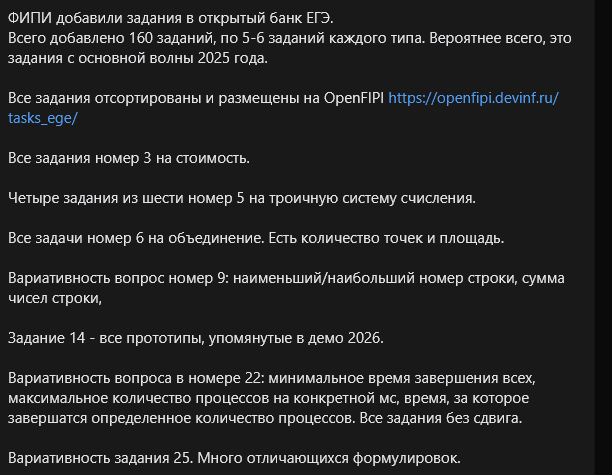 ФИПИ добавили задания в открытый банк ЕГЭ.
Всего добавлено 160 заданий, по 5-6 заданий каждого типа. Вероятнее всего, это
задания с основной волны 2025 года.
Все задания отсортированы и размещены на OpenFIPI https://openfipi.devinf.ru/
tasks_ege/
Все задания номер 3 на стоимость.
Четыре задания из шести номер 5 на троичную систему счисления.
Все задачи номер 6 на объединение. Есть количество точек и площадь.
Вариативность вопрос номер 9: наименьший/наибольший номер строки, сумма
чисел строки,
Задание 14 - все прототипы, упомянутые в демо 2026.
Вариативность вопроса в номере 22: минимальное время завершения всех,
максимальное количество процессов на конкретной мс, время, за которое
завершатся определенное количество процессов. Все задания без сдвига.
Вариативность задания 25. Много отличающихся формулировок.